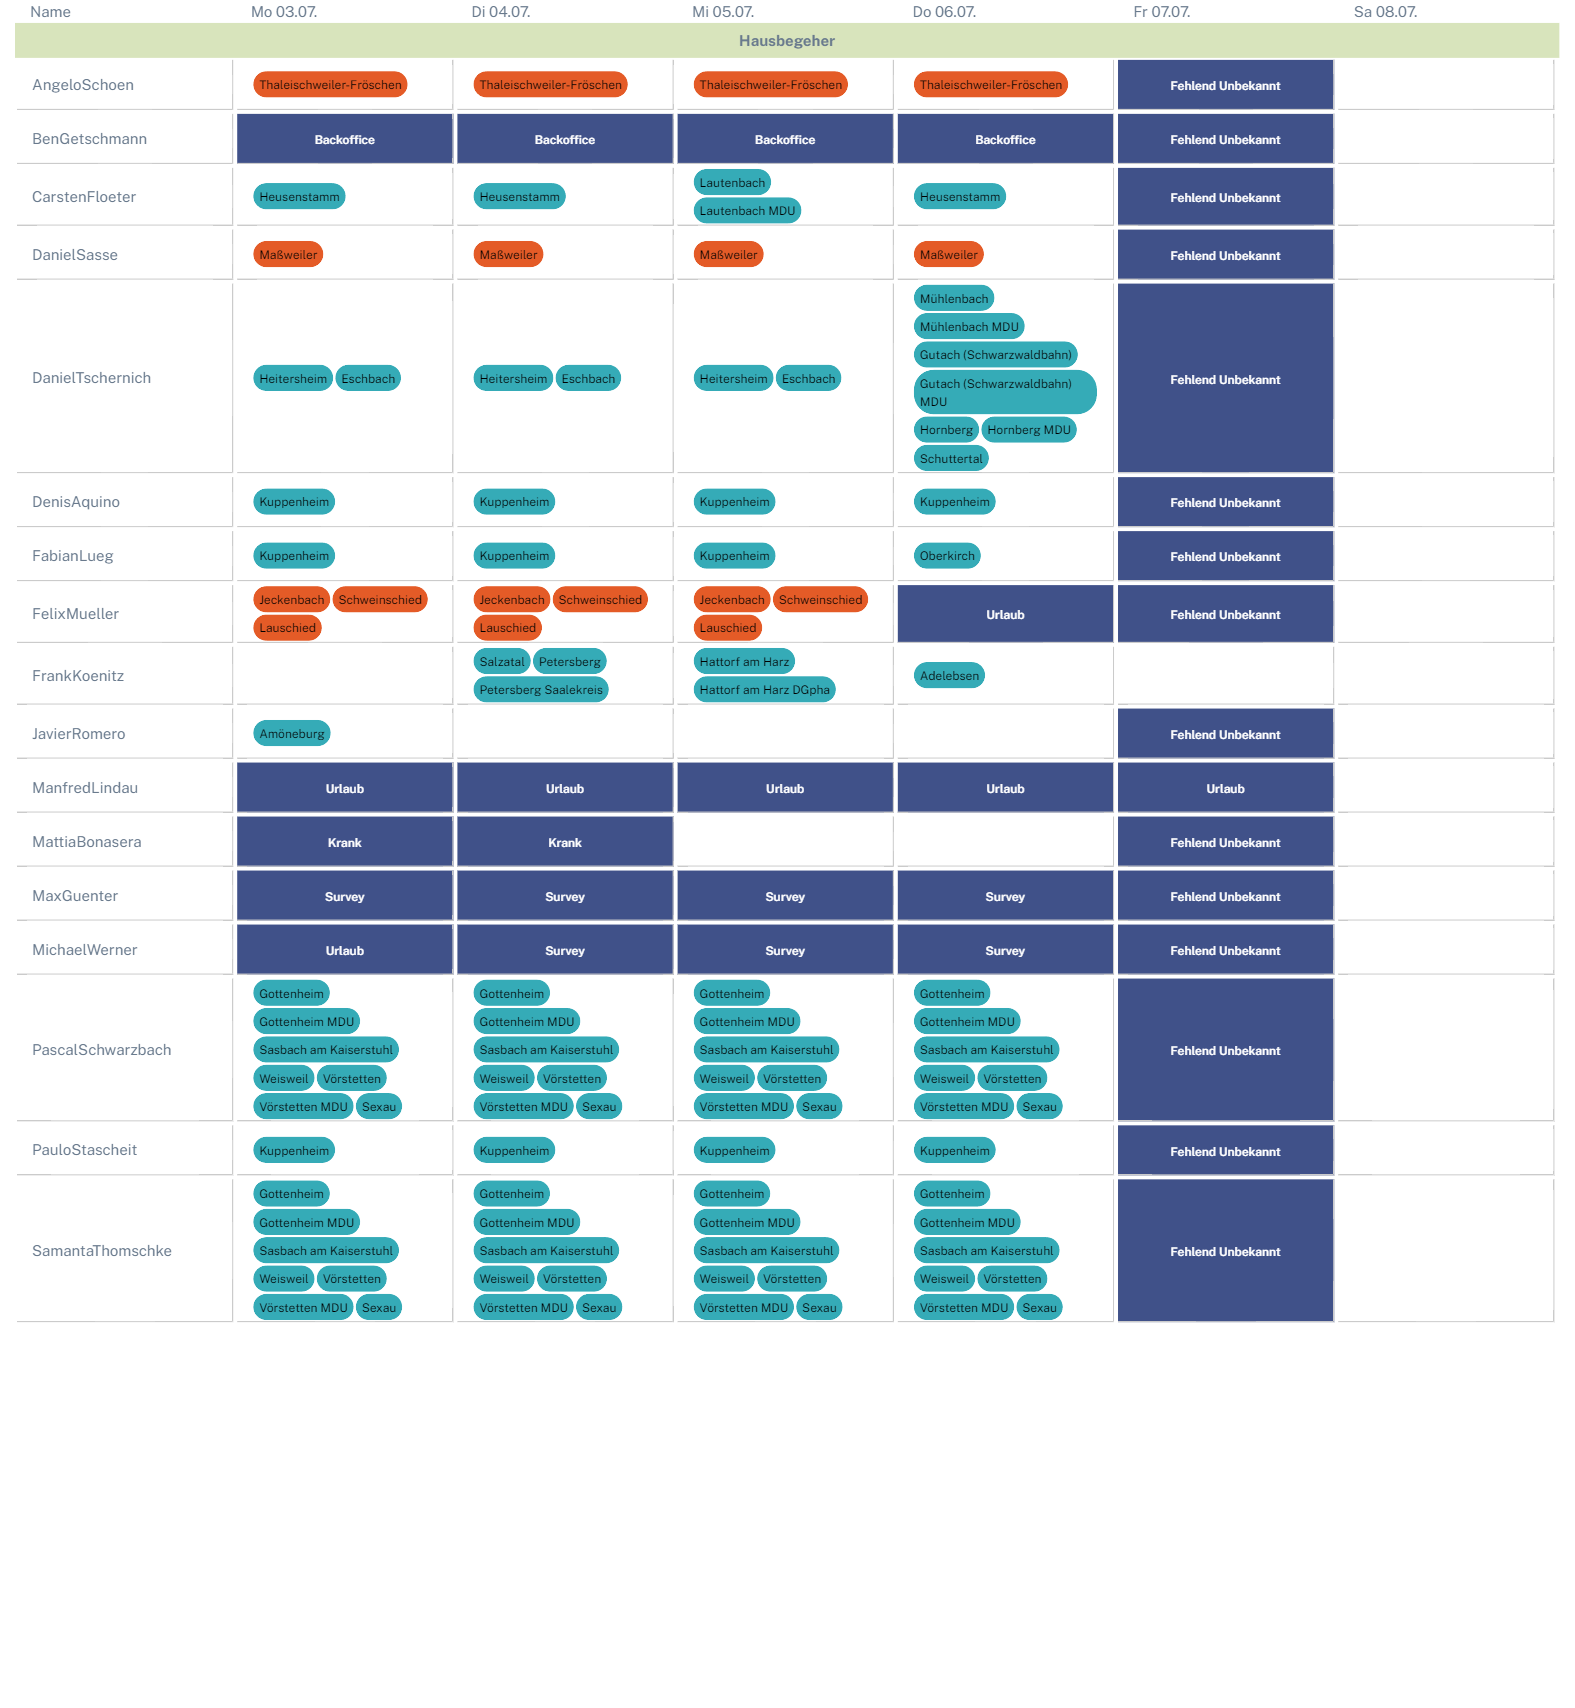 Name Mo 03.07. Di 04.07. Mi 05.07. Do 06.07. Fr 07.07. Sa 08.07.
Hausbegeher
AngeloSchoen Thaleischweiler-Fröschen Thaleischweiler-Fröschen Thaleischweiler-Fröschen Thaleischweiler-Fröschen Fehlend Unbekannt
BenGetschmann Backoffice Backoffice Backoffice Backoffice Fehlend Unbekannt
Lautenbach
CarstenFloeter Heusenstamm Heusenstamm Heusenstamm Fehlend Unbekannt
Lautenbach MDU
DanielSasse Maßweiler Maßweiler Maßweiler Maßweiler Fehlend Unbekannt
Mühlenbach
Mühlenbach MDU
Gutach (Schwarzwaldbahn)
DanielTschernich Heitersheim Eschbach Heitersheim Eschbach Heitersheim Eschbach Gutach (Schwarzwaldbahn) Fehlend Unbekannt
MDU
Hornberg Hornberg MDU
Schuttertal
DenisAquino Kuppenheim Kuppenheim Kuppenheim Kuppenheim Fehlend Unbekannt
FabianLueg Kuppenheim Kuppenheim Kuppenheim Oberkirch Fehlend Unbekannt
Jeckenbach Schweinschied Jeckenbach Schweinschied Jeckenbach Schweinschied
FelixMueller Urlaub Fehlend Unbekannt
Lauschied Lauschied Lauschied
Salzatal Petersberg Hattorf am Harz
FrankKoenitz Adelebsen
Petersberg Saalekreis Hattorf am Harz DGpha
JavierRomero Amöneburg Fehlend Unbekannt
ManfredLindau Urlaub Urlaub Urlaub Urlaub Urlaub
MattiaBonasera Krank Krank Fehlend Unbekannt
MaxGuenter Survey Survey Survey Survey Fehlend Unbekannt
MichaelWerner Urlaub Survey Survey Survey Fehlend Unbekannt
Gottenheim Gottenheim Gottenheim Gottenheim
Gottenheim MDU Gottenheim MDU Gottenheim MDU Gottenheim MDU
PascalSchwarzbach Sasbach am Kaiserstuhl Sasbach am Kaiserstuhl Sasbach am Kaiserstuhl Sasbach am Kaiserstuhl Fehlend Unbekannt
Weisweil Vörstetten Weisweil Vörstetten Weisweil Vörstetten Weisweil Vörstetten
Vörstetten MDU Sexau Vörstetten MDU Sexau Vörstetten MDU Sexau Vörstetten MDU Sexau
PauloStascheit Kuppenheim Kuppenheim Kuppenheim Kuppenheim Fehlend Unbekannt
Gottenheim Gottenheim Gottenheim Gottenheim
Gottenheim MDU Gottenheim MDU Gottenheim MDU Gottenheim MDU
SamantaThomschke Sasbach am Kaiserstuhl Sasbach am Kaiserstuhl Sasbach am Kaiserstuhl Sasbach am Kaiserstuhl Fehlend Unbekannt
Weisweil Vörstetten Weisweil Vörstetten Weisweil Vörstetten Weisweil Vörstetten
Vörstetten MDU Sexau Vörstetten MDU Sexau Vörstetten MDU Sexau Vörstetten MDU Sexau